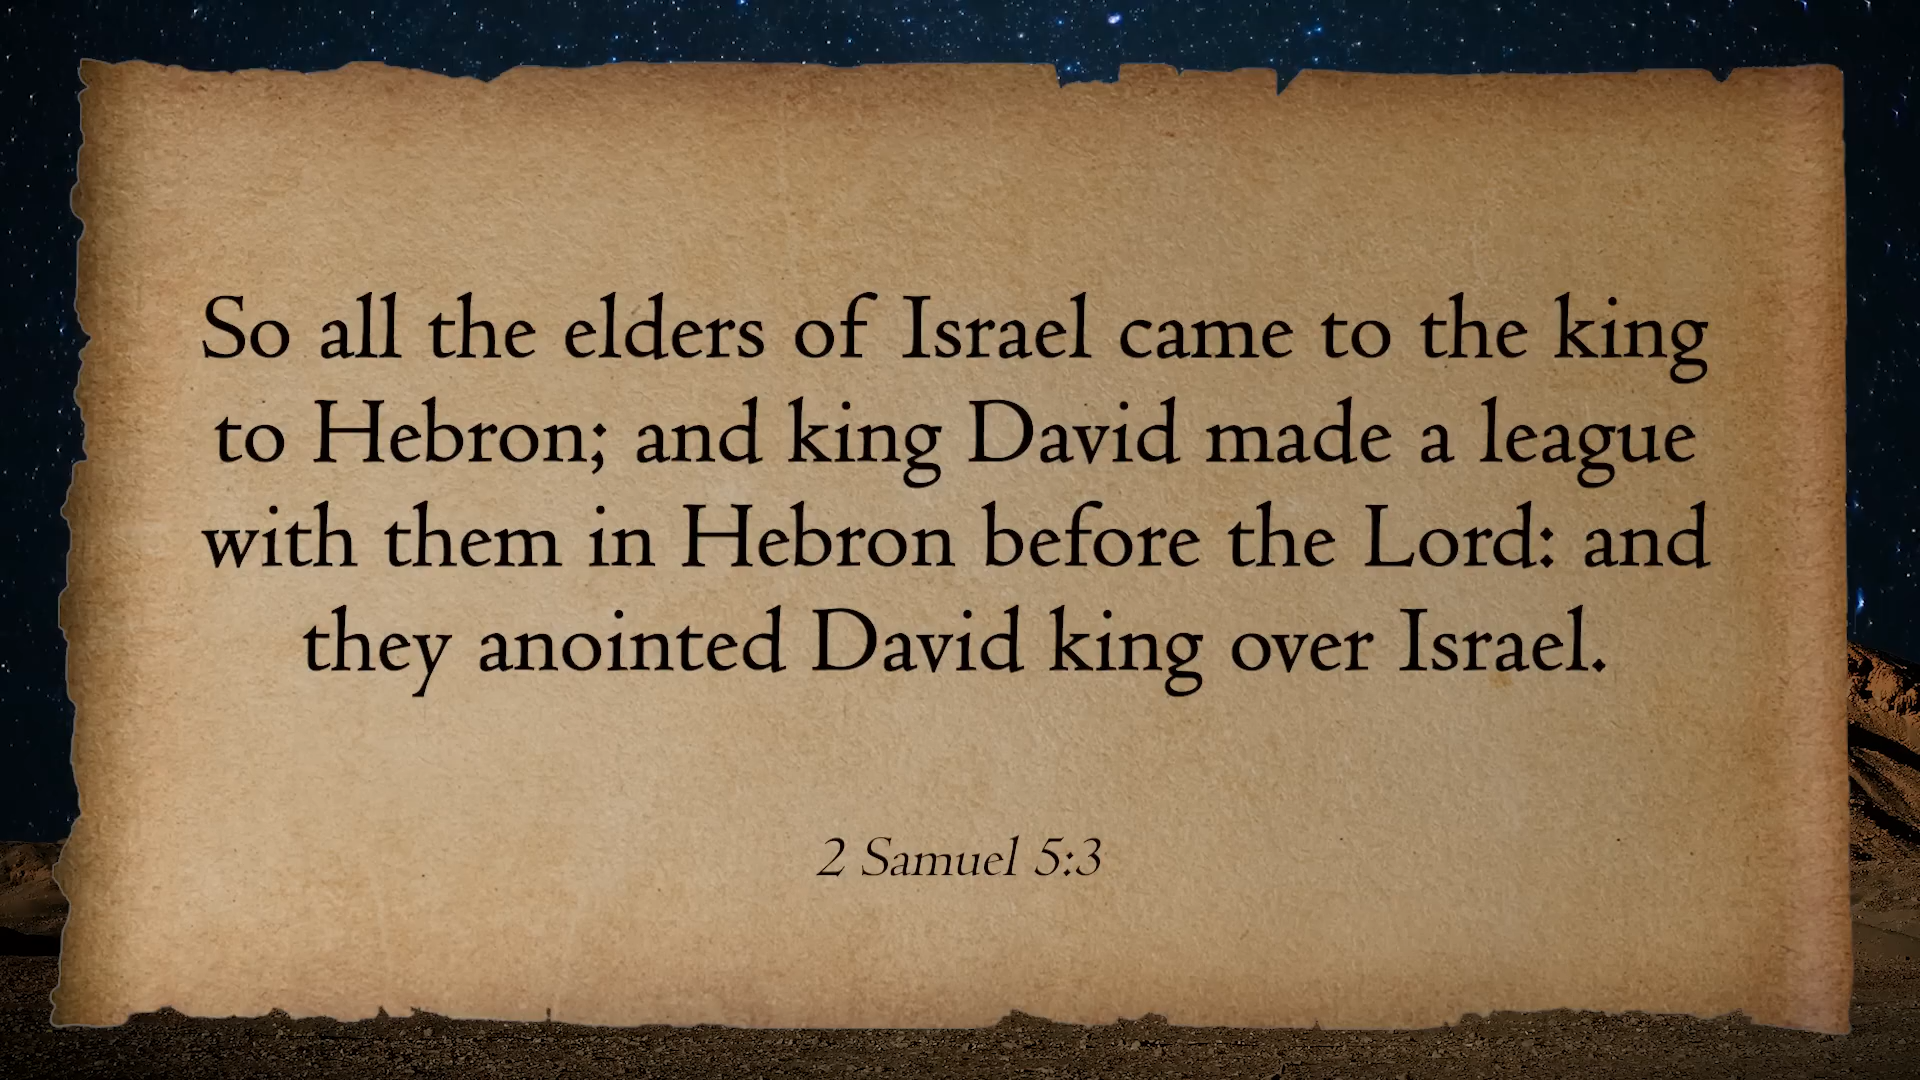 So all the elders of Israel came to the king
to Hebron; and king David made a league
with them in Hebron before the Lord: and
they anointed David king over Israel.
2 Samuel 5:3